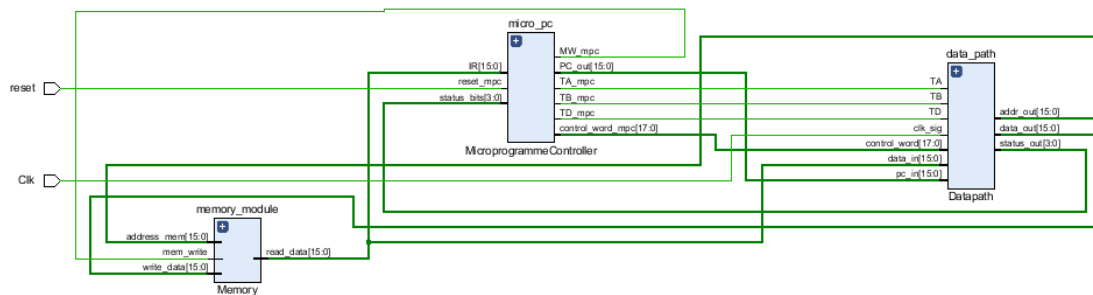 micro_pc
MW_mpc
IR[15:0]
PC_out[15:0]
reset_mpc
TA_mpc
status_bits[3:0]
TB_mpc
TD_mpc
control_word_mpc[17:0]
MicroprogrammeController
reset
Clk
data_path
TA
TB
TD
addr_out[15:0]
clk_sig
data_out[15:0]
control_word[17:0]
status_out[3:0]
data_in[15:0]
pc_in[15:0]
Datapath
memory_module
address_mem[15:0]
mem_write
read_data[15:0]
write_data[15:0]
Memory